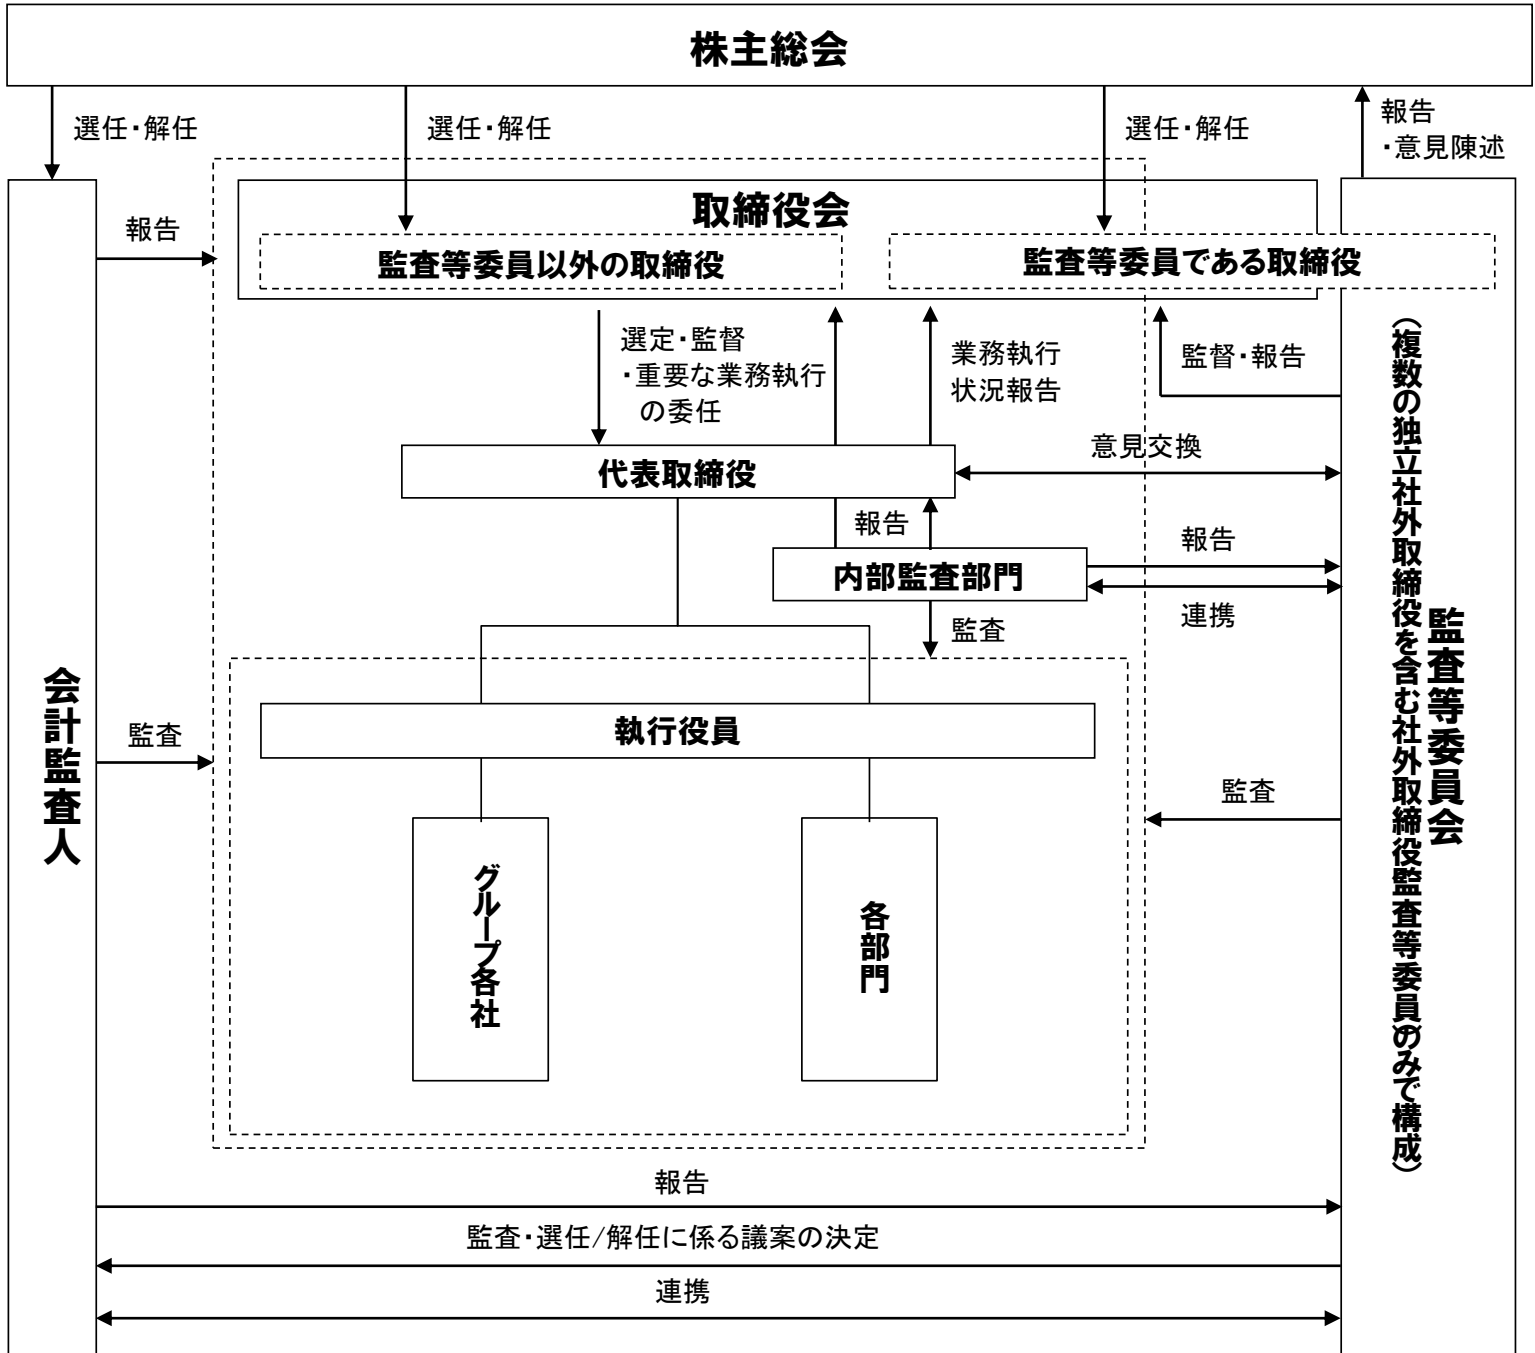 株主総会
選任・解任
選任・解任
選任・解任
報告
・意見陳述
取締役会
報告
監査等委員以外の取締役
監査等委員である取締役
選定・監督
・重要な業務執行
の委任
業務執行
状況報告
監督・報告
代表取締役
意見交換
報告
内部監査部門
報告
連携
監査
執行役員
会計監査人
監査
監査
監査等委員会
（複数の独立社外取締役を含む社外取締役監査等委員のみで構成）
グループ各社
各部門
報告
監査・選任/解任に係る議案の決定
連携